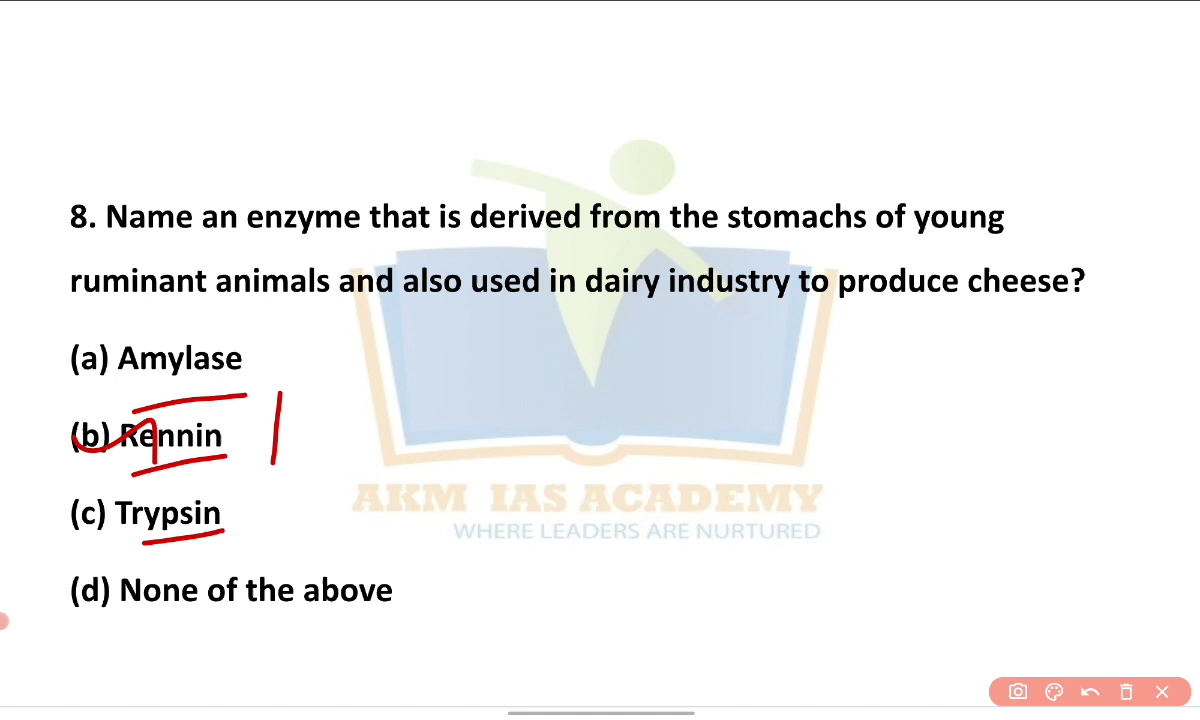 8. Name an enzyme that is derived from the stomachs of young
ruminant animals and also used in dairy industry to produce cheese?
(a) Amylase
(b) Rennin
(c) Trypsin
AKM IAS ACADEMY
WHERE LEADERS ARE NURTURED
(d) None of the above